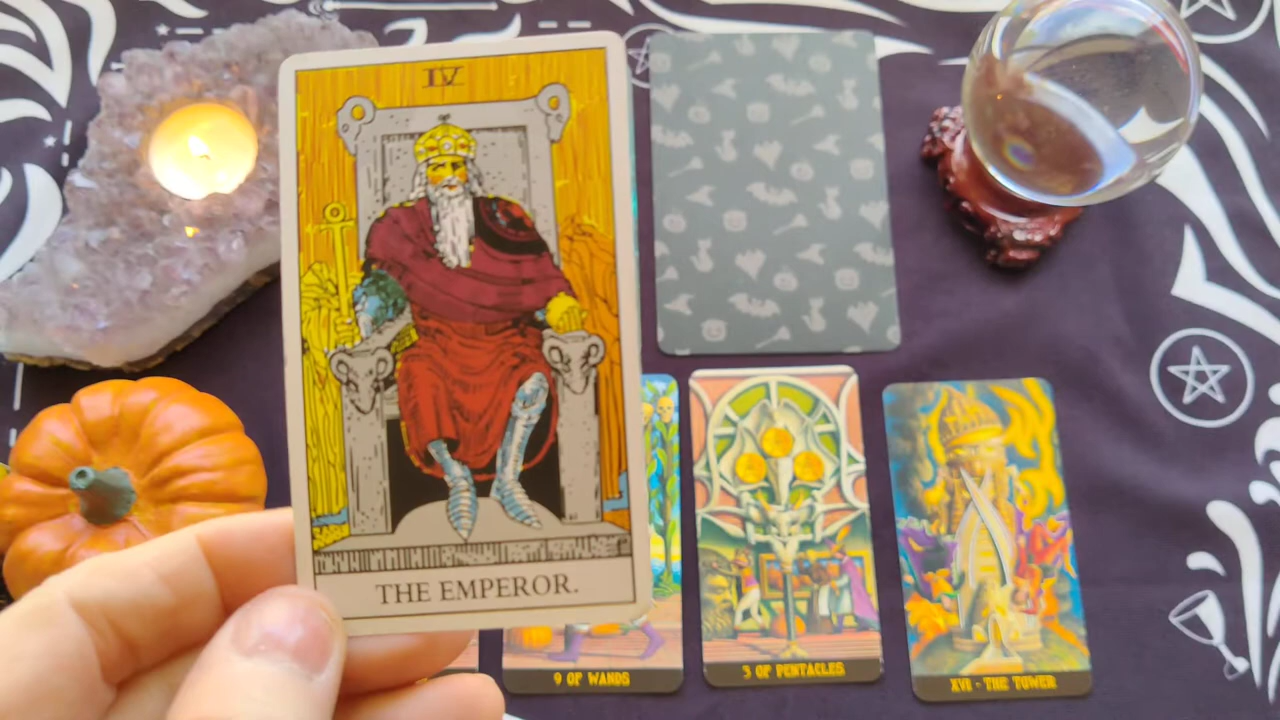 IV
THE EMPEROR.
9 OF WANDS
3 OF PENTACLES
XVI - THE TOWER